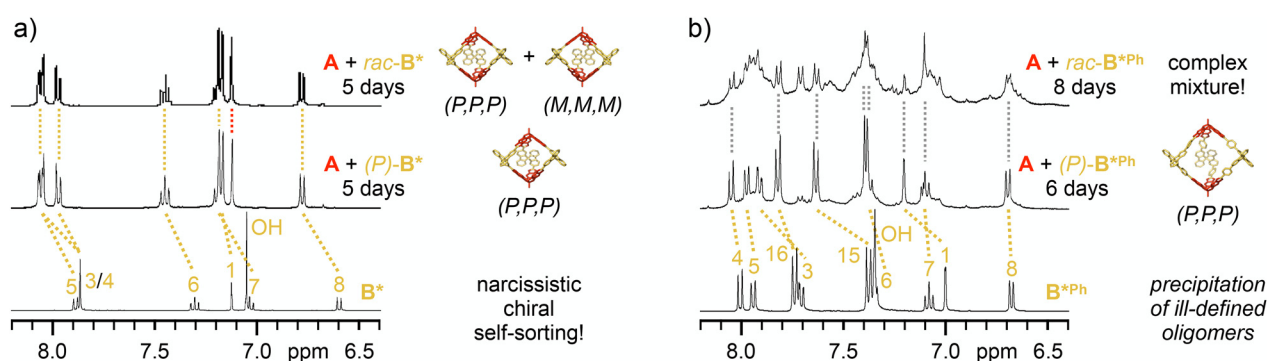 a)
A + rac-B*
5 days
+
(P,P,P)
(M,M,M)
A + (P)-B*
5 days
(P,P,P)
OH
5
3/4
6
1
7
8
B*
narcissistic
chiral
self-sorting!
8.0
7.5
ppm
6.5
b)
A + rac-B*Ph
8 days
complex
mixture!
A + (P)-B*Ph
6 days
(P,P,P)
4
5
16
3
15
OH
6
7
1
8
B*Ph
precipitation
of ill-defined
oligomers
8.0
7.5
7.0
ppm
6.5